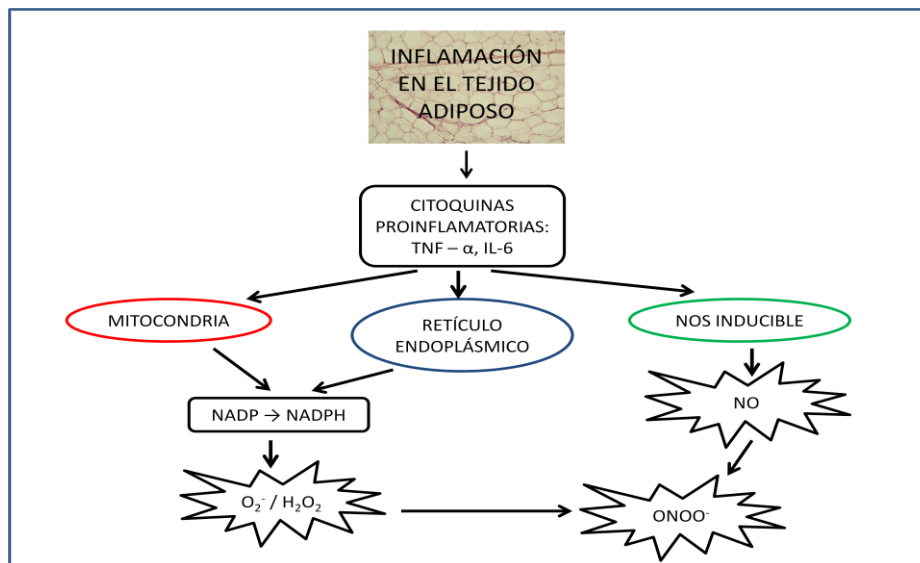 INFLAMACIÓN
EN EL TEJIDO
ADIPOSO
CITOQUINAS
PROINFLAMATORIAS:
TNF – α, IL-6
MITOCONDRIA
RETÍCULO
ENDOPLÁSMICO
NOS INDUCIBLE
NADP → NADPH
NO
O₂⁻ / H₂O₂
ONOO⁻